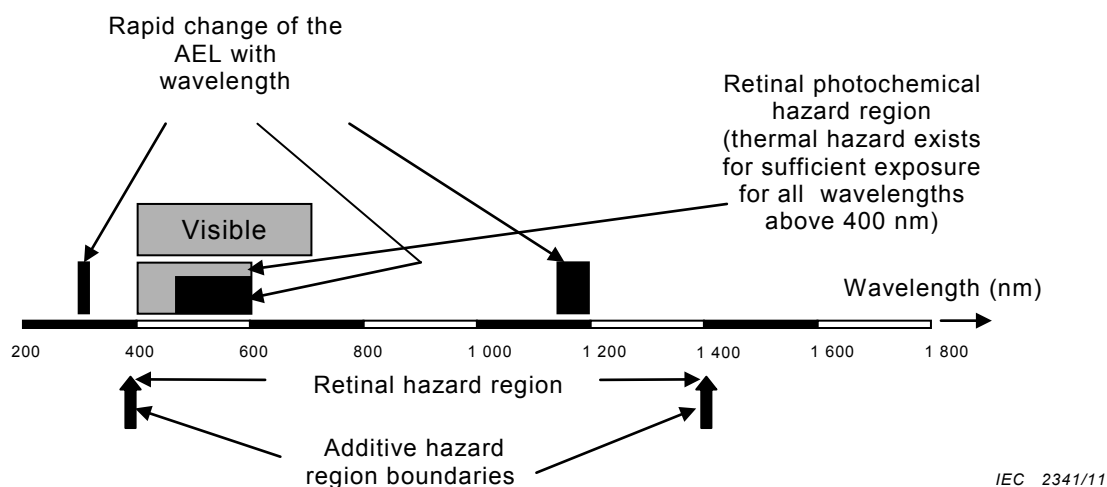 Rapid change of the
AEL with
wavelength
Retinal photochemical
hazard region
(thermal hazard exists
for sufficient exposure
for all wavelengths
above 400 nm)
Visible
Wavelength (nm)
200 400 600 800 1 000 1 200 1 400 1 600 1 800
Retinal hazard region
Additive hazard
region boundaries
IEC 2341/11